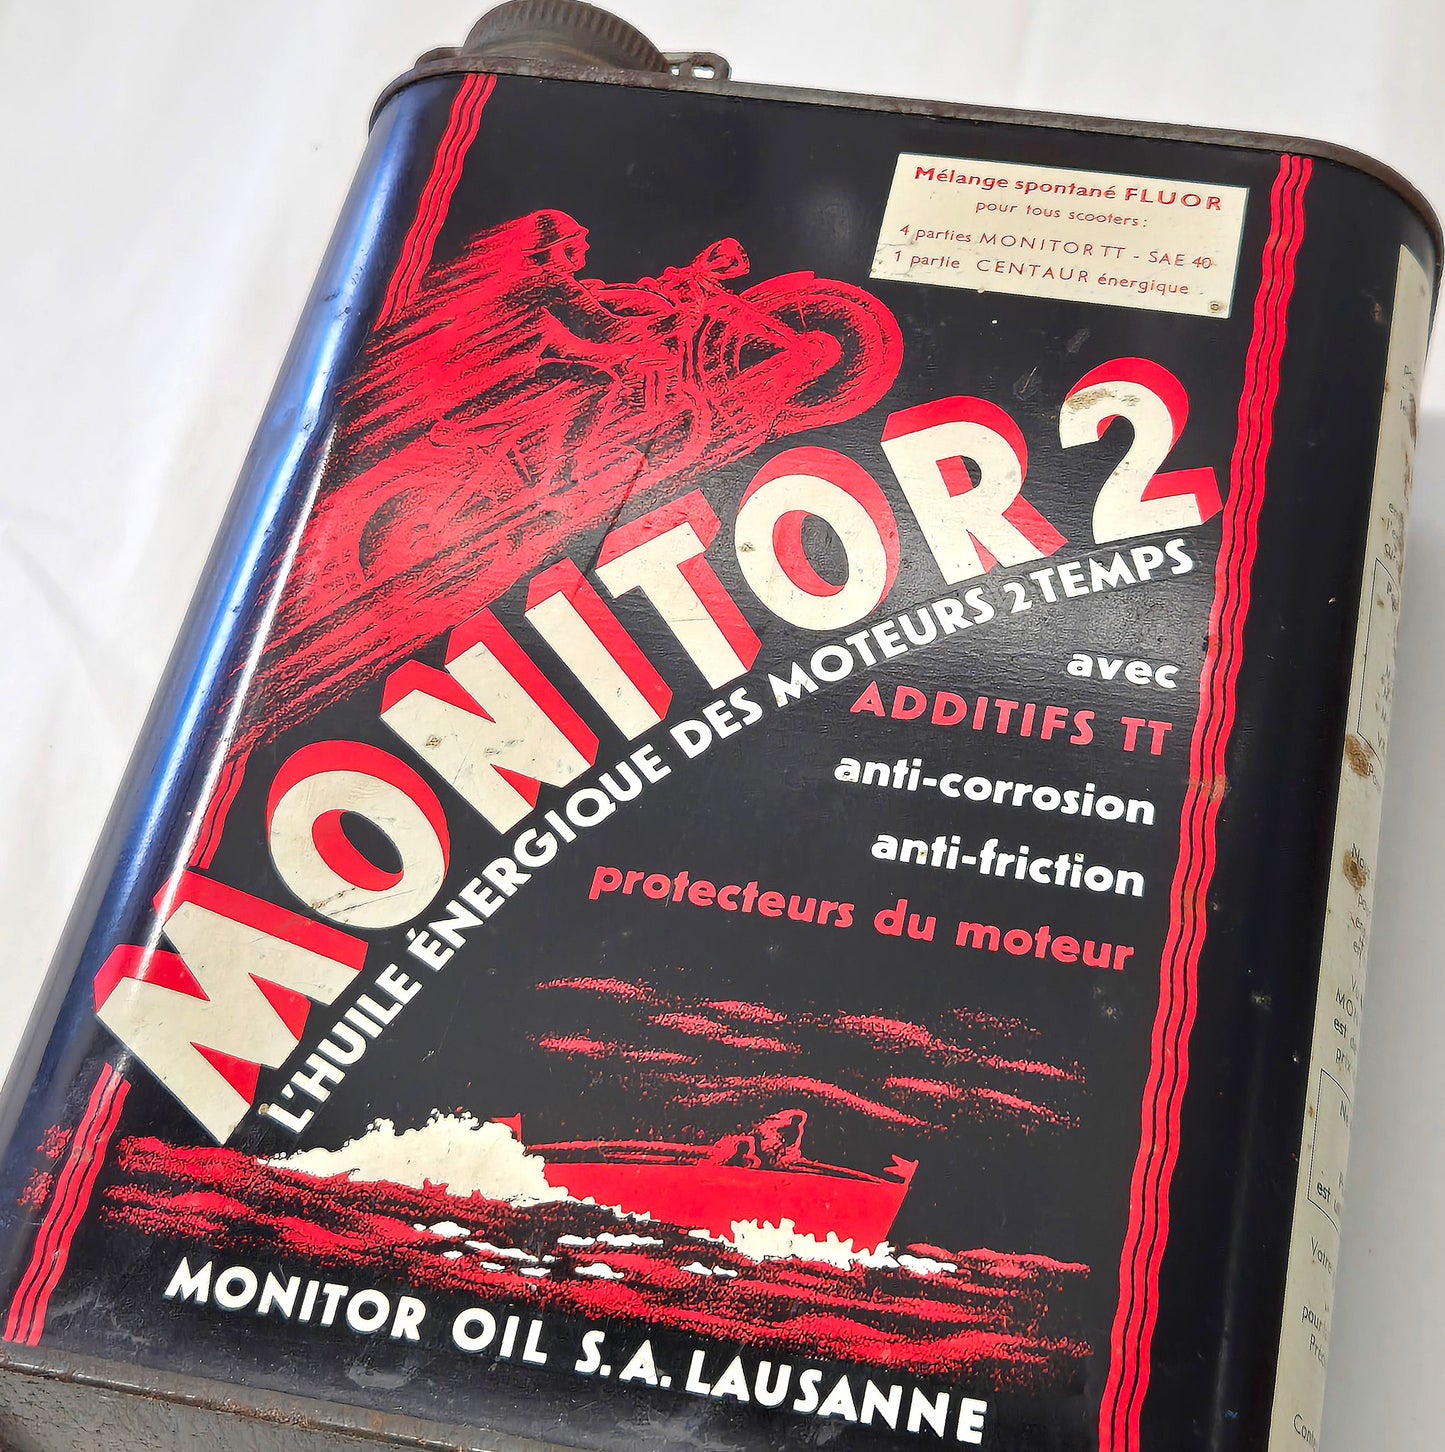 Mélange spontané FLUOR
pour tous scooters:
4 parties MONITOR TT - SAE 40
1 partie CENTAUR énergique
MONITOR 2
L'HUILE ÉNERGIQUE DES MOTEURS 2 TEMPS
avec
ADDITIFS TT
anti-corrosion
anti-friction
protecteurs du moteur
MONITOR OIL S.A. LAUSANNE